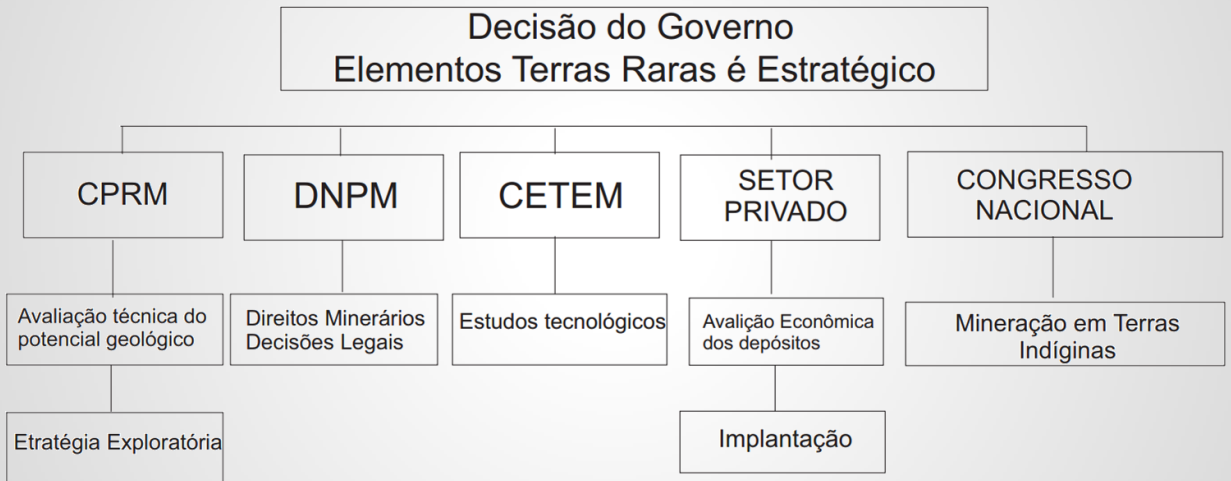 Decisão do Governo
Elementos Terras Raras é Estratégico
CPRM
DNPM
CETEM
SETOR
PRIVADO
CONGRESSO
NACIONAL
Avaliação técnica do
potencial geológico
Direitos Minerários
Decisões Legais
Estudos tecnológicos
Avalição Econômica
dos depósitos
Mineração em Terras
Indíginas
Etratégia Exploratória
Implantação